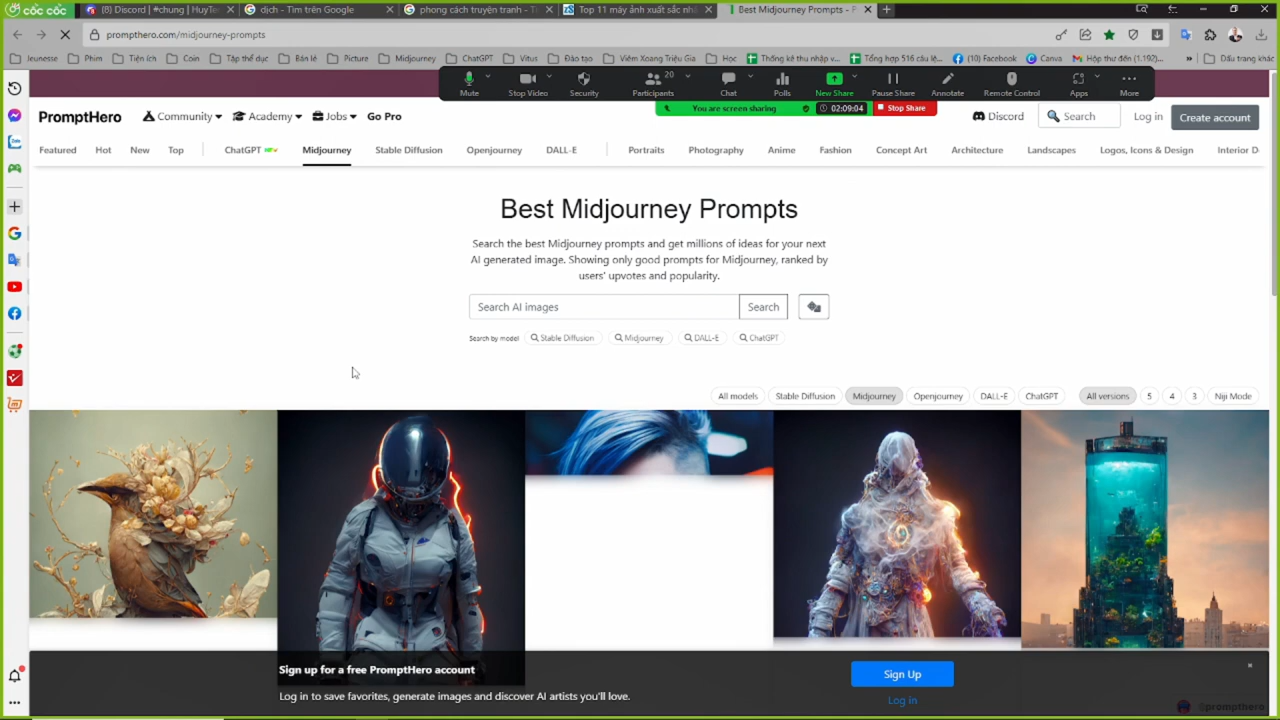 CỐC CỐC
(8) Discord | #chung | HuyTe
dịch - Tìm trên Google
phong cách truyện tranh - Tì
Top 11 máy ảnh xuất sắc nhấ
Best Midjourney Prompts - P
prompthero.com/midjourney-prompts
Jeunesse
Phim
Tiện ích
Coin
Tập thể dục
Bán lẻ
Picture
Midjourney
ChatGPT
Vitus
Đào tạo
Viêm Xoang Triệu Gia
Học
Thống kê thu nhập v...
Tổng hợp 516 câu lệ...
(0) Facebook
Canva
Hộp thư đến (1.192)...
Dấu trang khác
Mute
Stop Video
Security
Participants
20
Chat
Polls
New Share
Pause Share
Annotate
Remote Control
Apps
More
You are screen sharing
02:09:04
Stop Share
PromptHero
Community
Academy
Jobs
Go Pro
Discord
Search
Log in
Create account
Featured
Hot
New
Top
ChatGPT
Midjourney
Stable Diffusion
Openjourney
DALL-E
Portraits
Photography
Anime
Fashion
Concept Art
Architecture
Landscapes
Logos, Icons & Design
Interior D
Best Midjourney Prompts
Search the best Midjourney prompts and get millions of ideas for your next
AI generated image. Showing only good prompts for Midjourney, ranked by
users' upvotes and popularity.
Search AI images
Search
Search by model
Stable Diffusion
Midjourney
DALL-E
ChatGPT
All models
Stable Diffusion
Midjourney
Openjourney
DALL-E
ChatGPT
All versions
5
4
3
Niji Mode
Sign up for a free PromptHero account
Log in to save favorites, generate images and discover AI artists you'll love.
Sign Up
Log in
@prompthero